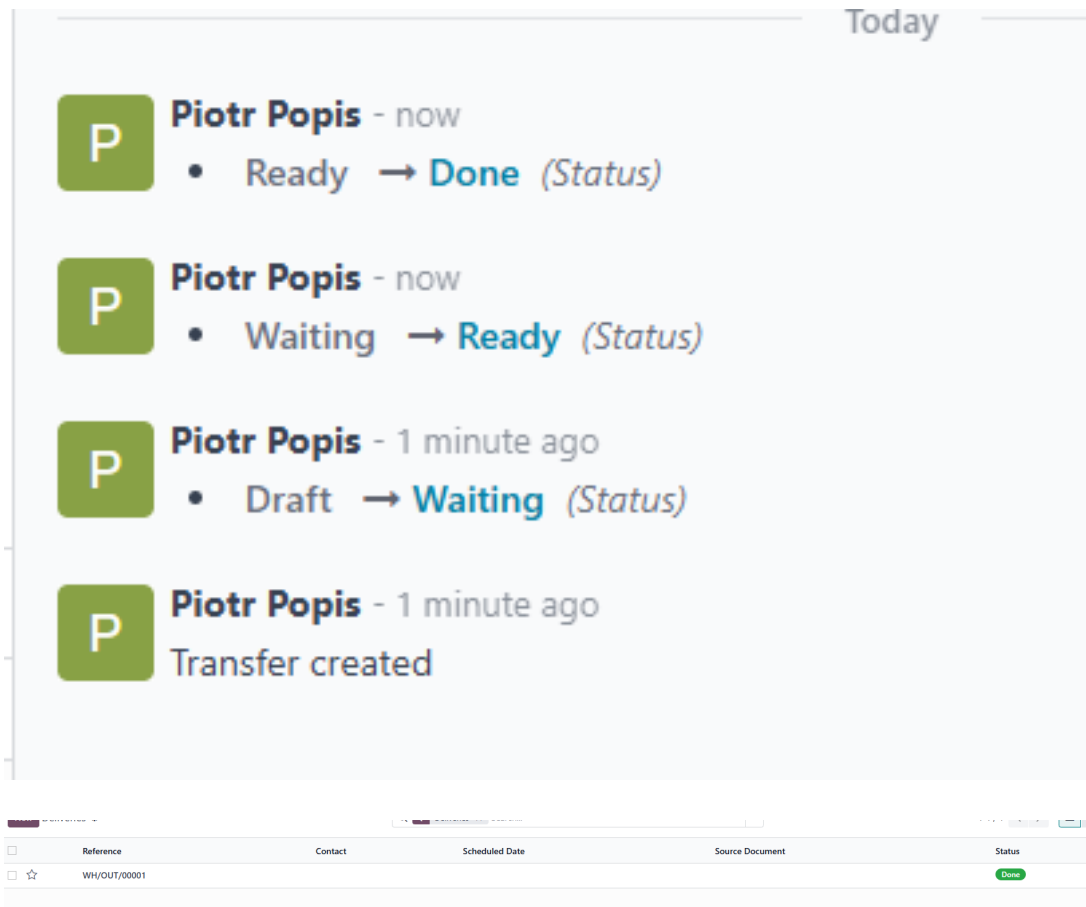 Today
P
Piotr Popis - now
• Ready → Done (Status)
P
Piotr Popis - now
• Waiting → Ready (Status)
P
Piotr Popis - 1 minute ago
• Draft → Waiting (Status)
P
Piotr Popis - 1 minute ago
Transfer created
Reference Contact Scheduled Date Source Document Status
WH/OUT/00001 Done